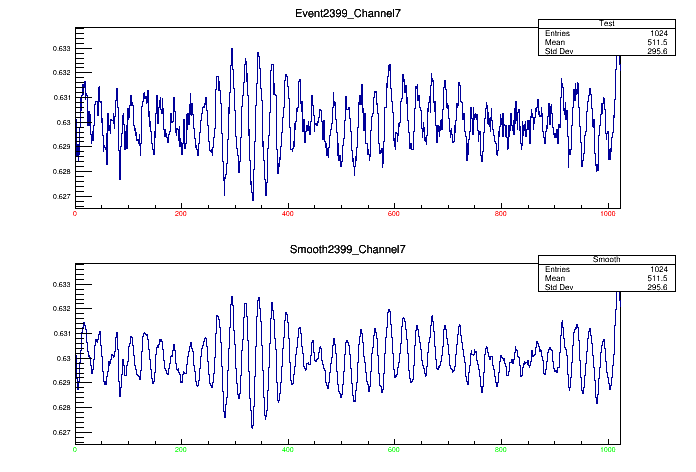 Event2399_Channel7
Test
Entries 1024
Mean 511.5
Std Dev 295.6
0.633
0.632
0.631
0.63
0.629
0.628
0.627
0 200 400 600 800 1000
Smooth2399_Channel7
Smooth
Entries 1024
Mean 511.5
Std Dev 295.6
0.633
0.632
0.631
0.63
0.629
0.628
0.627
0 200 400 600 800 1000